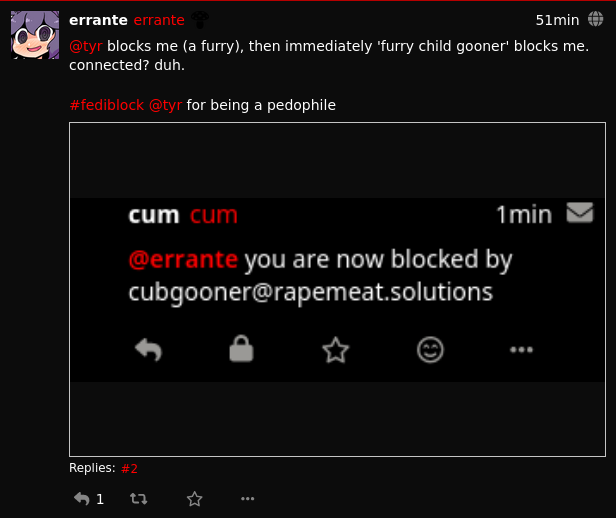 errante errante 51min
@tyr blocks me (a furry), then immediately 'furry child gooner' blocks me.
connected? duh.
#fediblock @tyr for being a pedophile
cum cum 1min
@errante you are now blocked by
cubgooner@rapemeat.solutions
Replies: #2
1